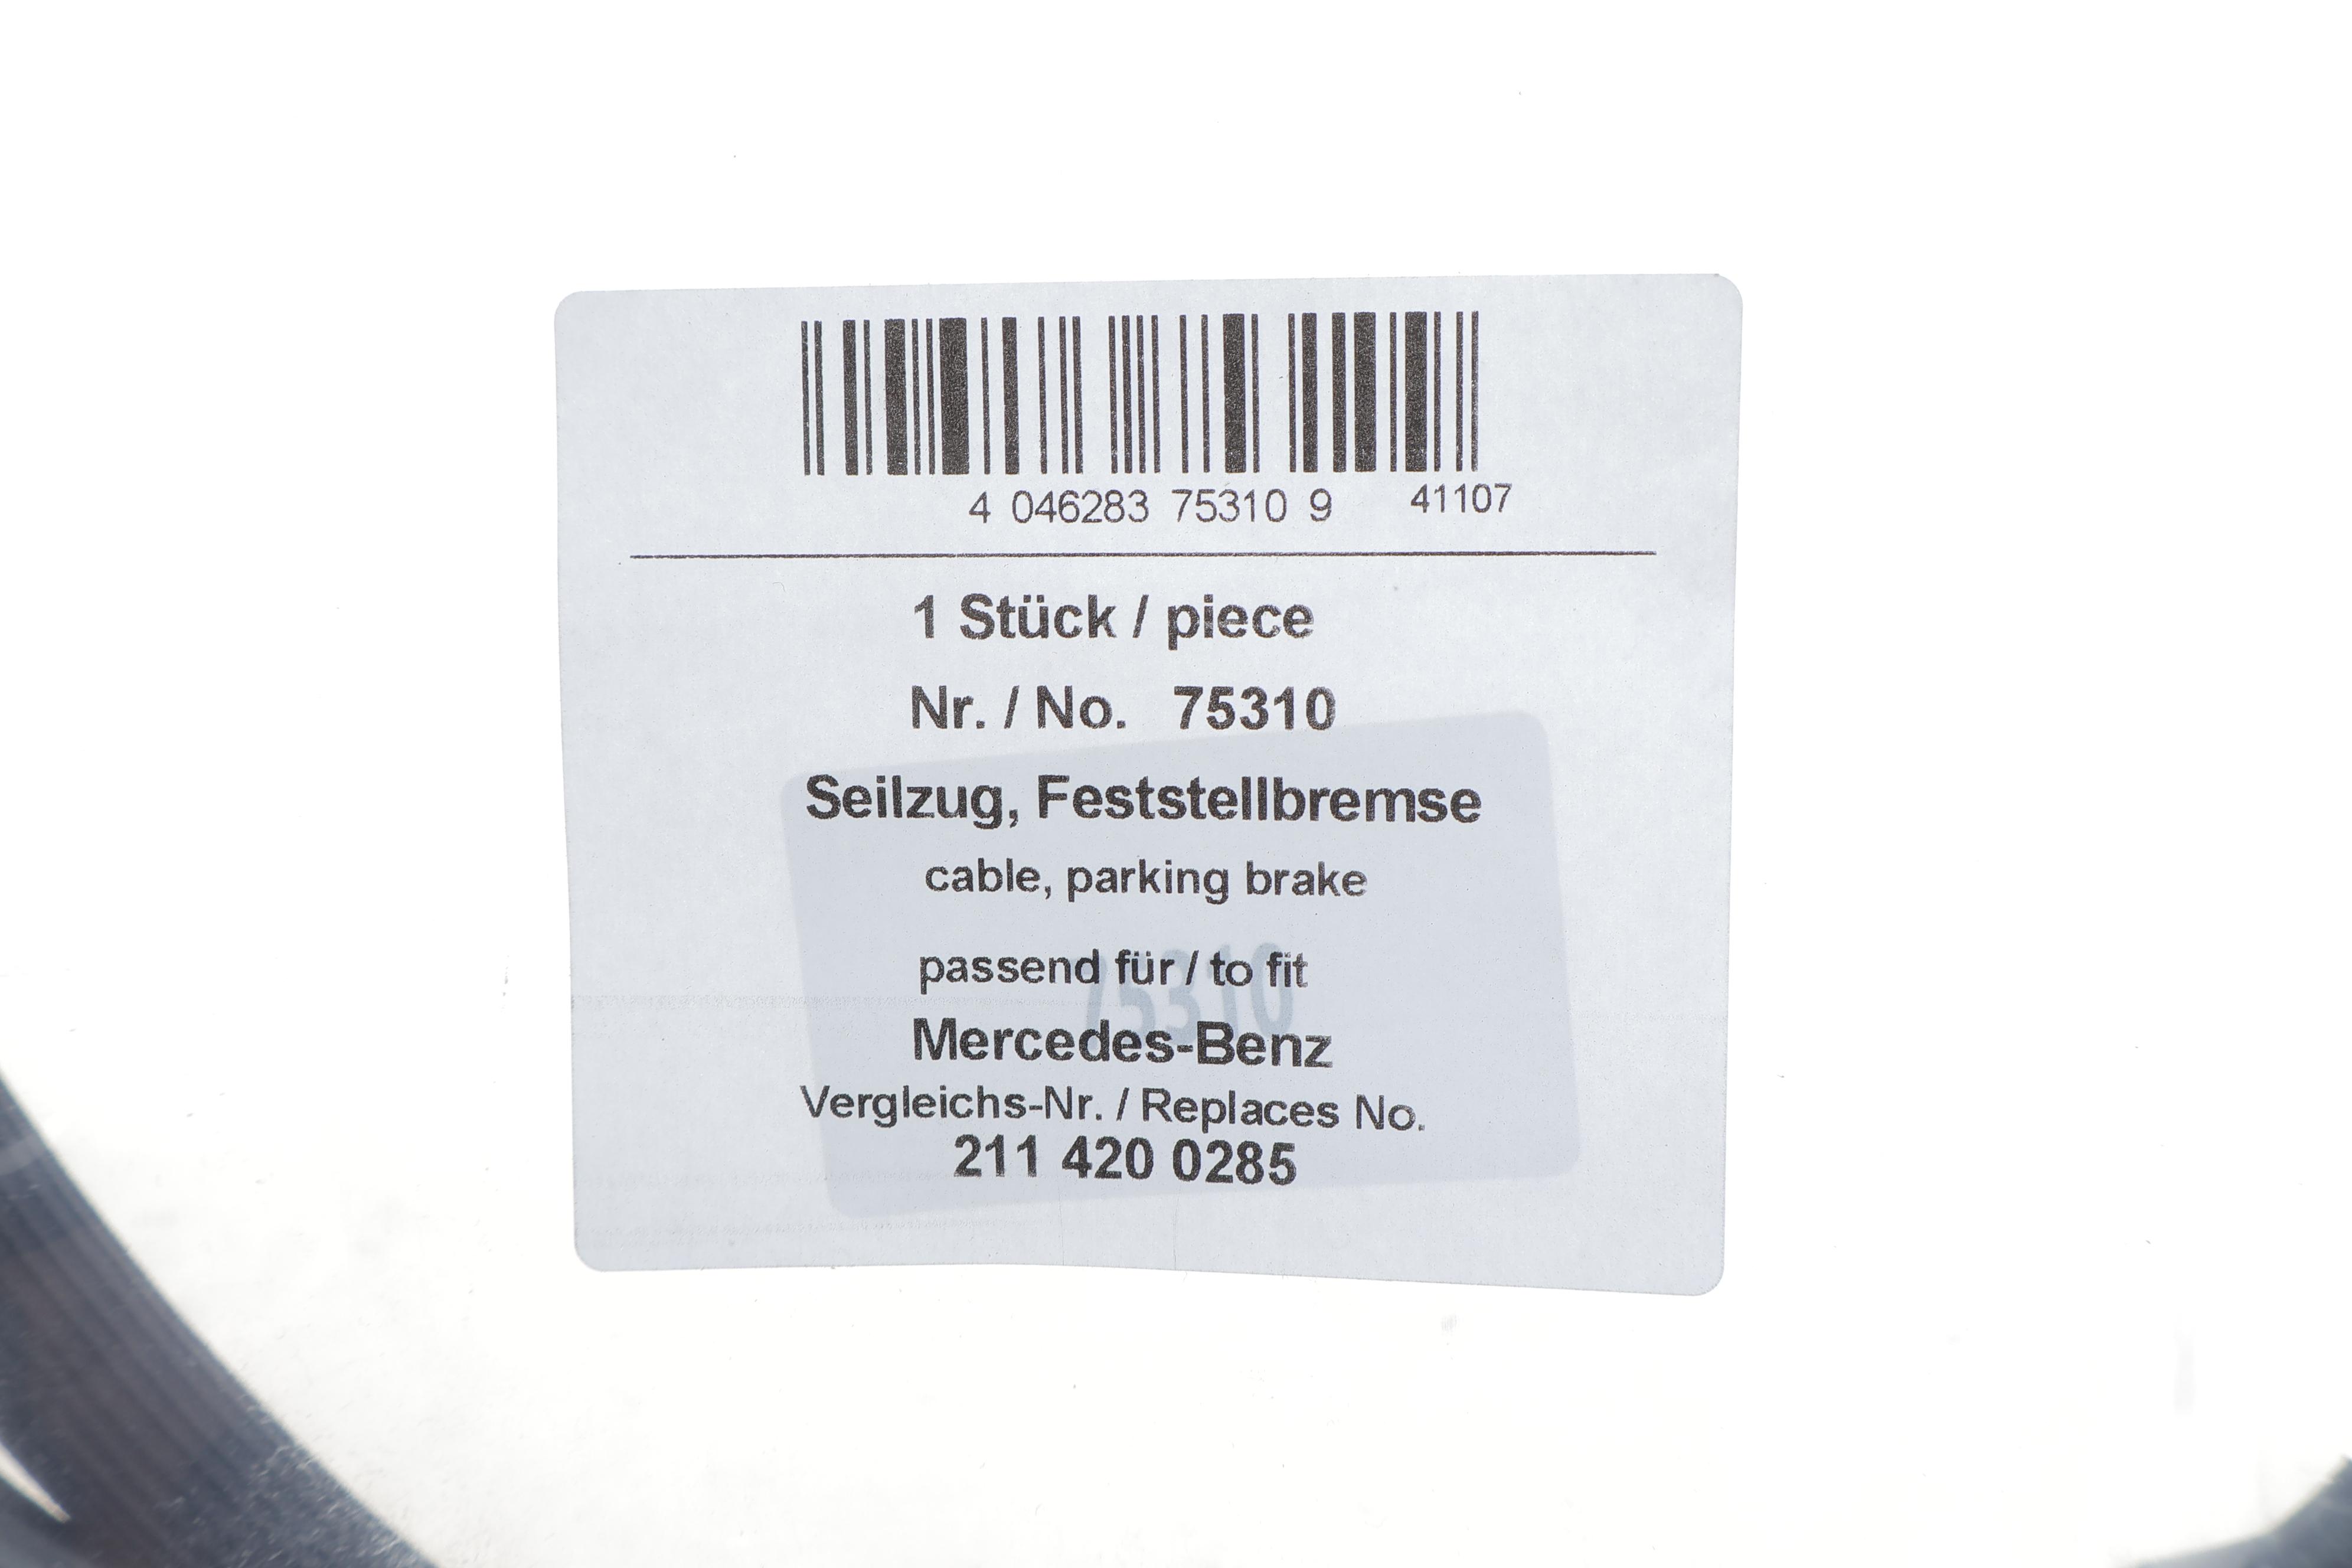 4 046283 75310 9 41107
1 Stück / piece
Nr. / No. 75310
Seilzug, Feststellbremse
cable, parking brake
passend für / to fit
75310
Mercedes-Benz
Vergleichs-Nr. / Replaces No.
211 420 0285